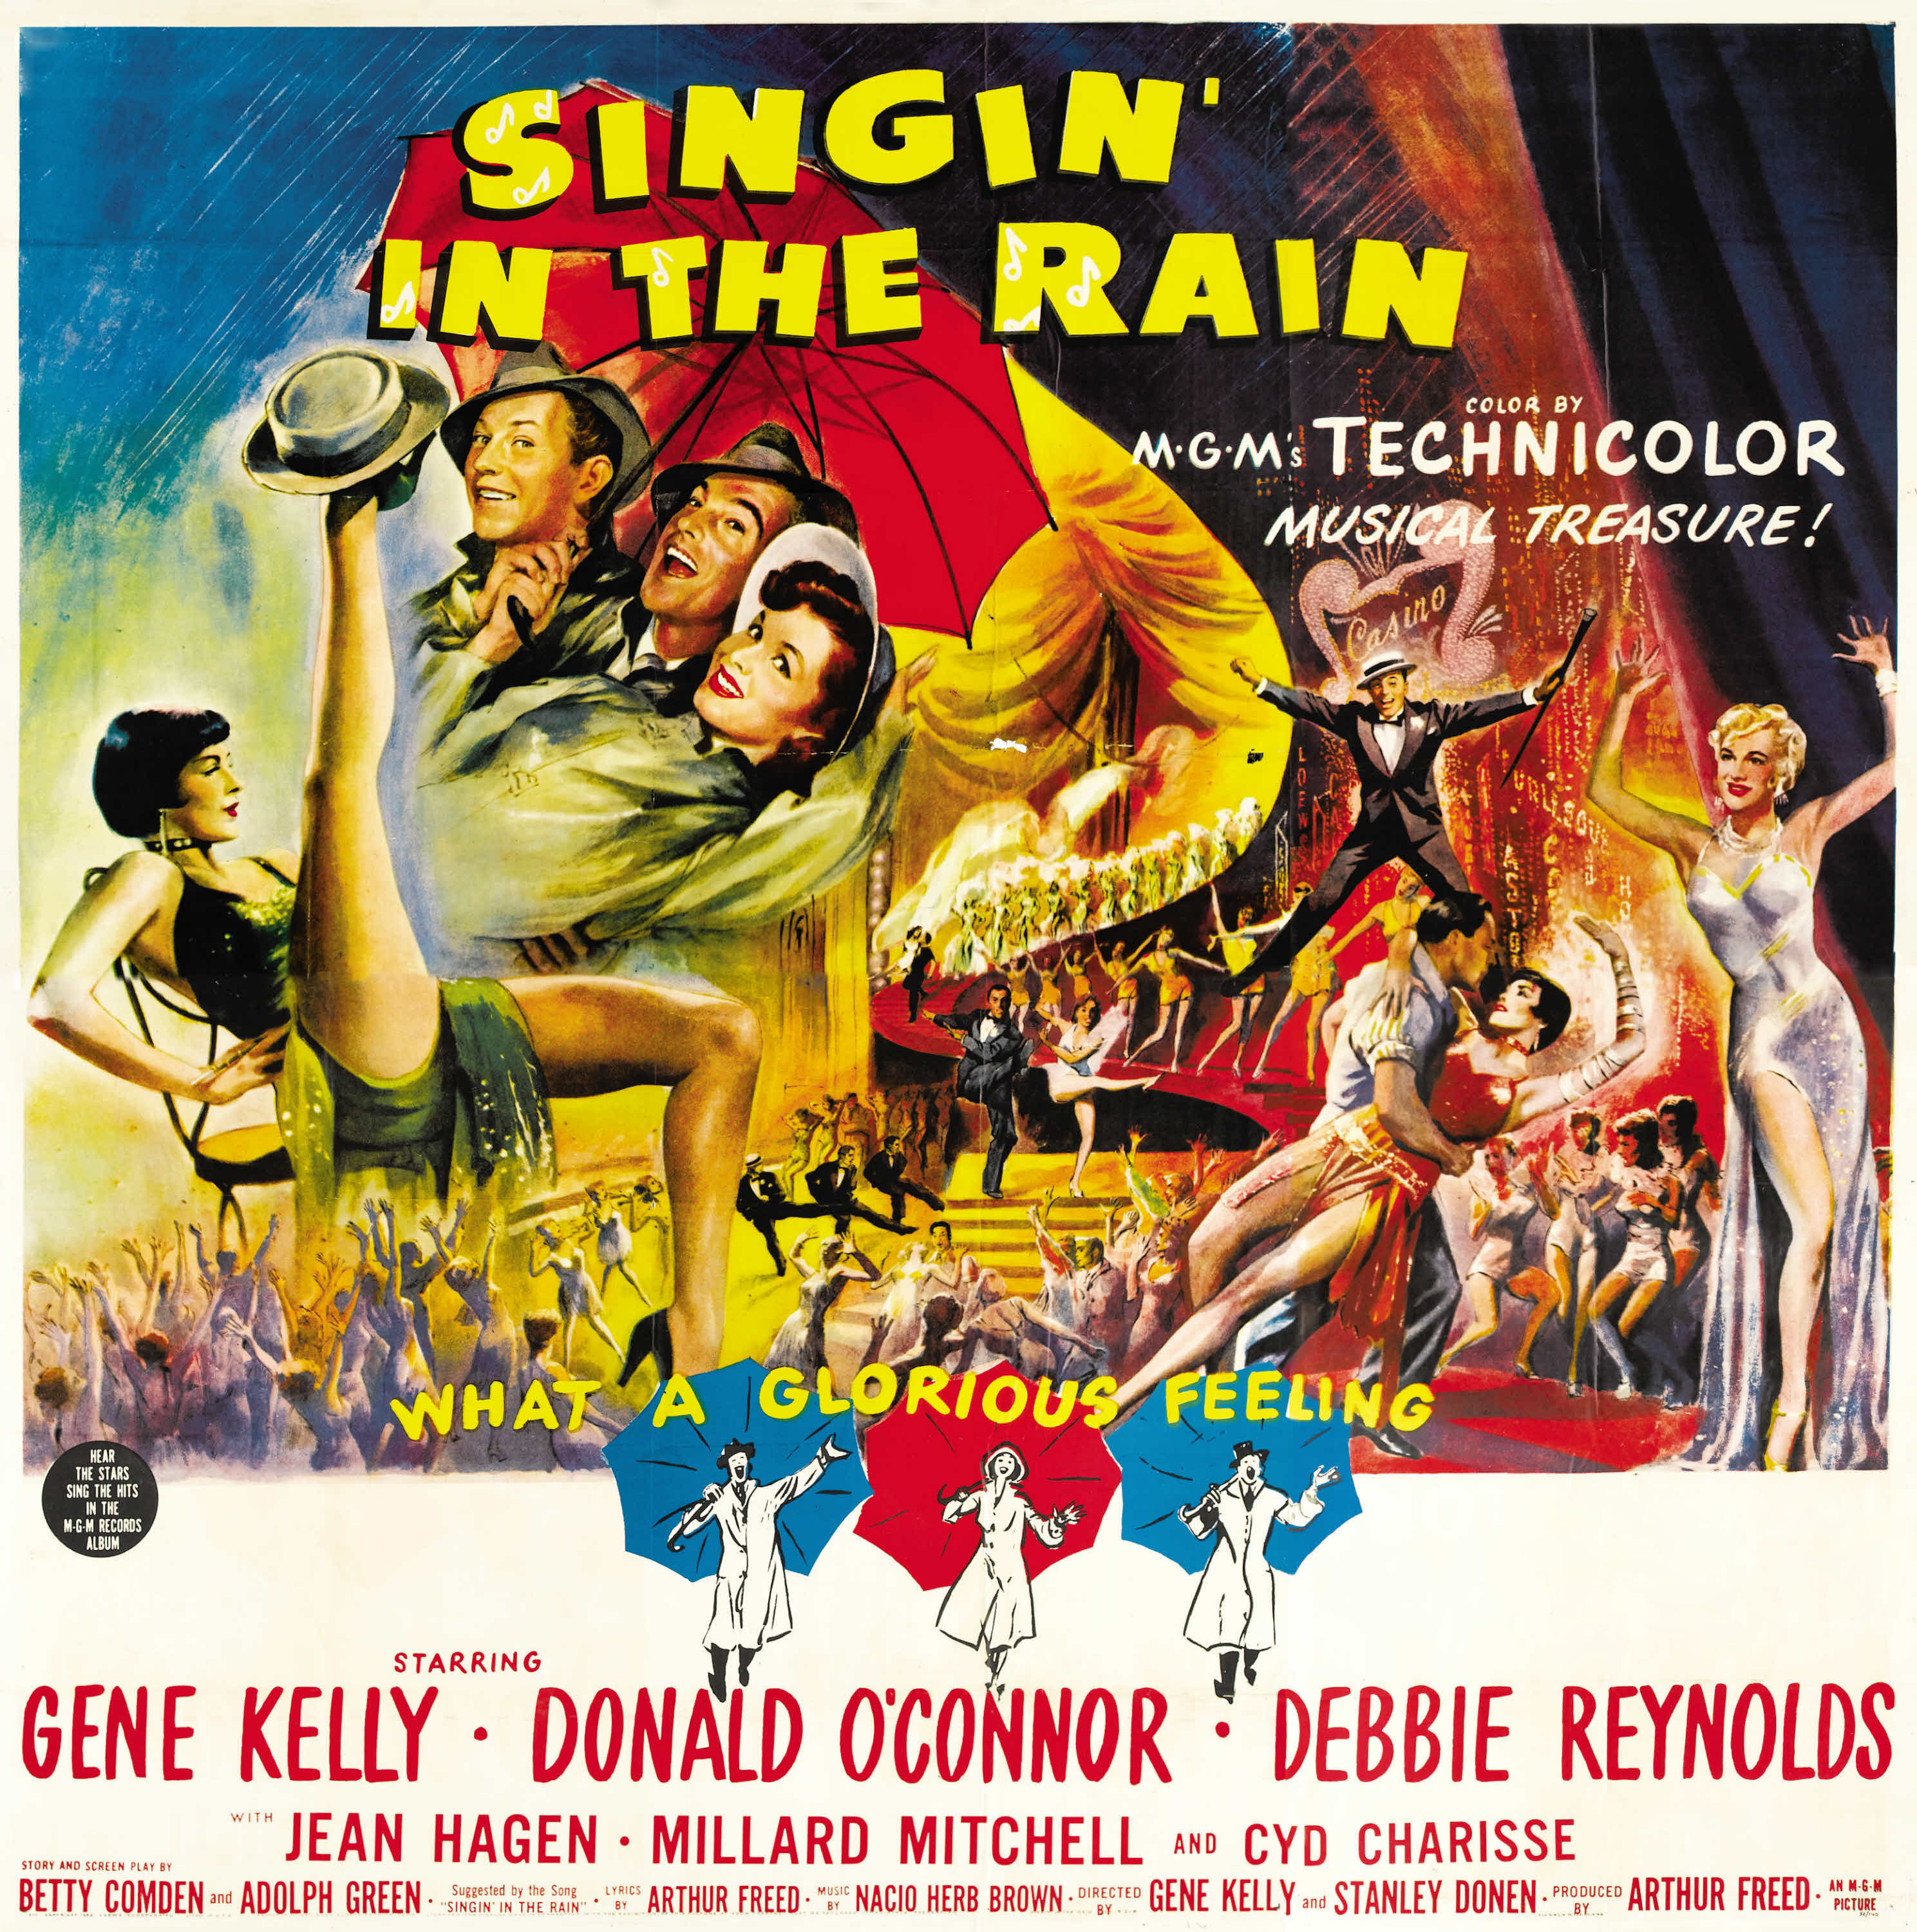 SINGIN'
IN THE RAIN
COLOR BY
M·G·M's TECHNICOLOR
MUSICAL TREASURE!
Casino
WHAT A GLORIOUS FEELING
HEAR
THE STARS
SING THE HITS
IN THE
M-G-M RECORDS
ALBUM
STARRING
GENE KELLY · DONALD O'CONNOR · DEBBIE REYNOLDS
WITH JEAN HAGEN · MILLARD MITCHELL AND CYD CHARISSE
STORY AND SCREEN PLAY BY
BETTY COMDEN and ADOLPH GREEN · Suggested by the Song "SINGIN' IN THE RAIN" · LYRICS BY ARTHUR FREED · MUSIC BY NACIO HERB BROWN · DIRECTED BY GENE KELLY and STANLEY DONEN · PRODUCED BY ARTHUR FREED · AN M-G-M PICTURE